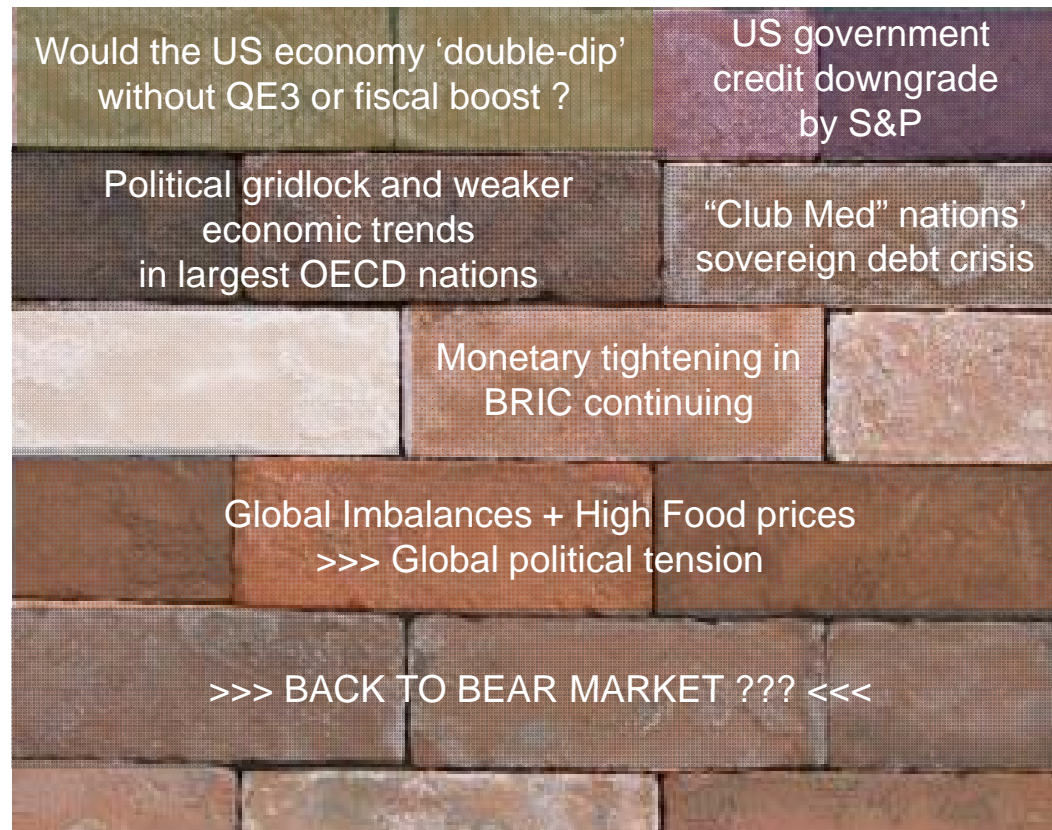 Would the US economy ‘double-dip’
without QE3 or fiscal boost ?
US government
credit downgrade
by S&P
Political gridlock and weaker
economic trends
in largest OECD nations
“Club Med” nations’
sovereign debt crisis
Monetary tightening in
BRIC continuing
Global Imbalances + High Food prices
>>> Global political tension
>>> BACK TO BEAR MARKET ??? <<<